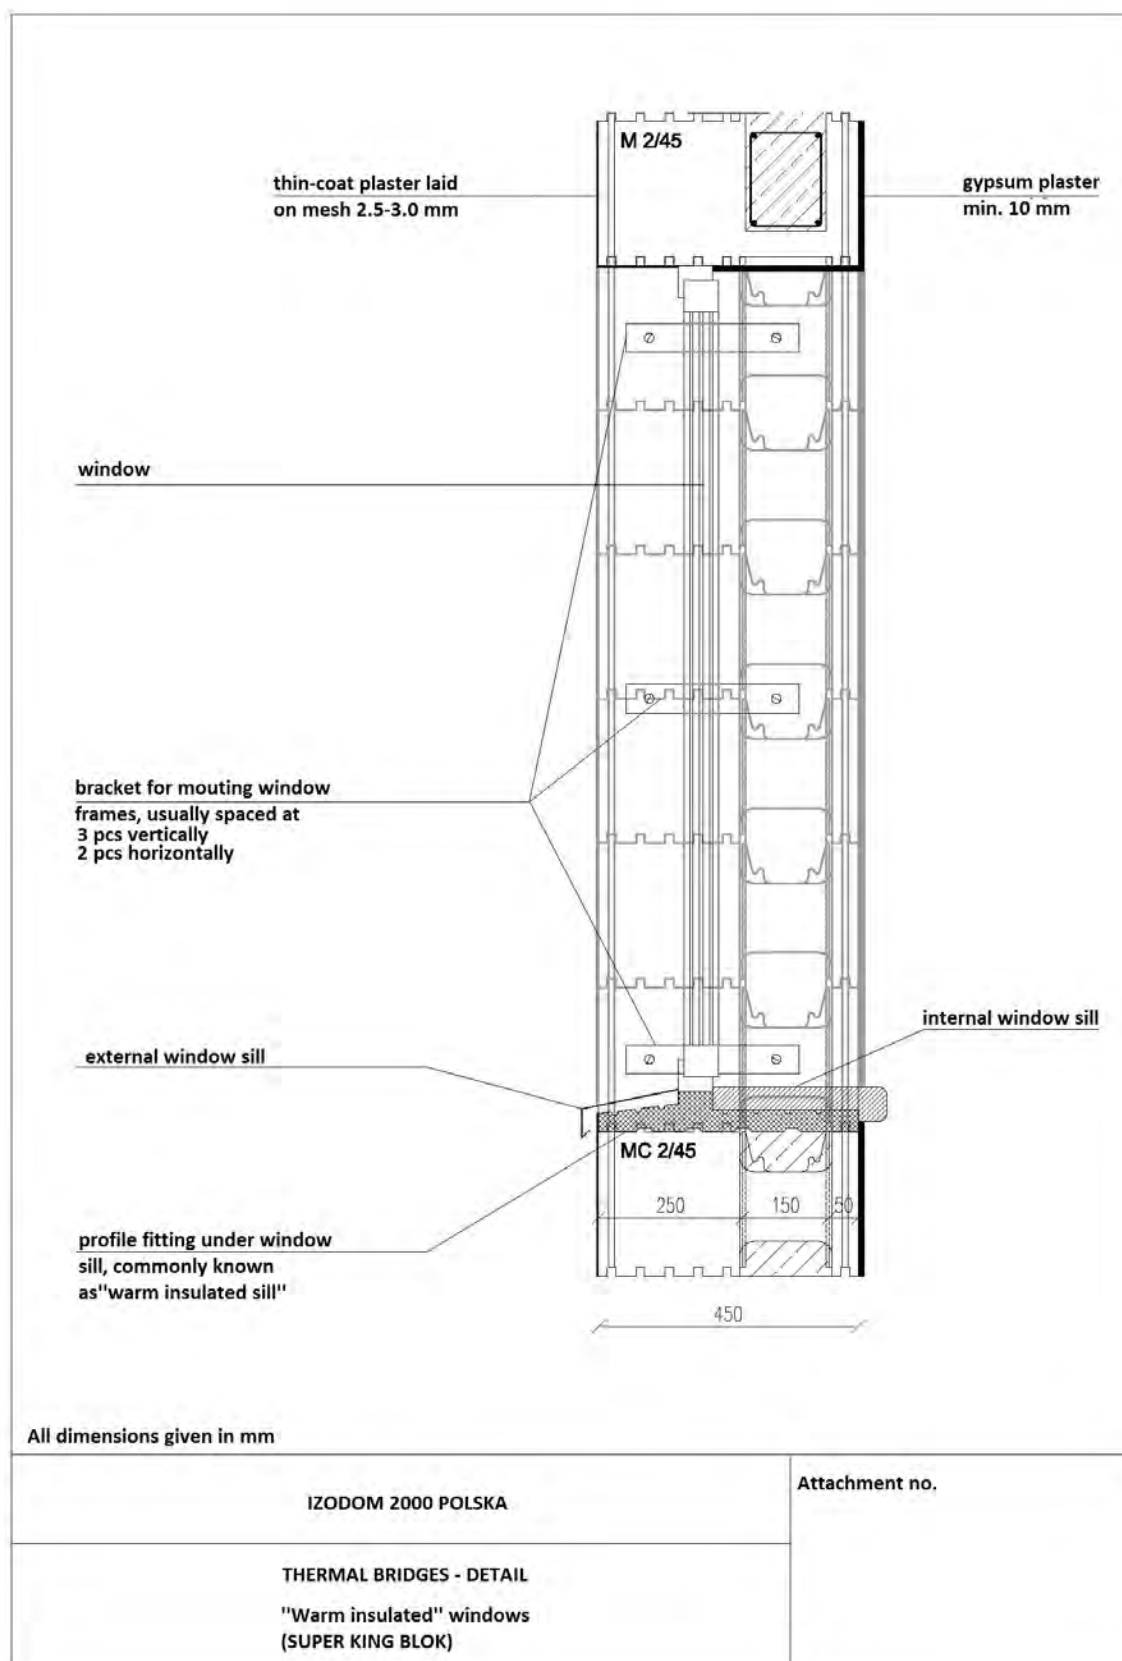 M 2/45
thin-coat plaster laid
on mesh 2.5-3.0 mm
gypsum plaster
min. 10 mm
window
bracket for mouting window
frames, usually spaced at
3 pcs vertically
2 pcs horizontally
internal window sill
external window sill
MC 2/45
250
150
50
profile fitting under window
sill, commonly known
as"warm insulated sill"
450
All dimensions given in mm
IZODOM 2000 POLSKA
Attachment no.
THERMAL BRIDGES - DETAIL
"Warm insulated" windows
(SUPER KING BLOK)